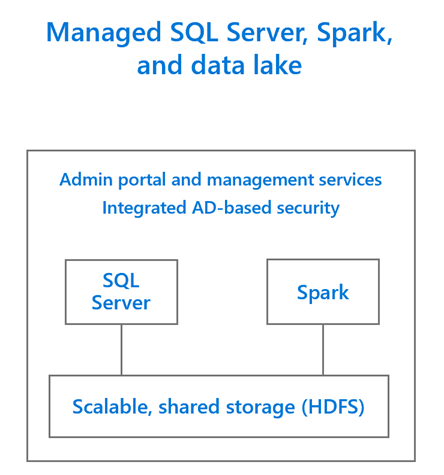 Managed SQL Server, Spark,
and data lake
Admin portal and management services
Integrated AD-based security
SQL
Server
Spark
Scalable, shared storage (HDFS)